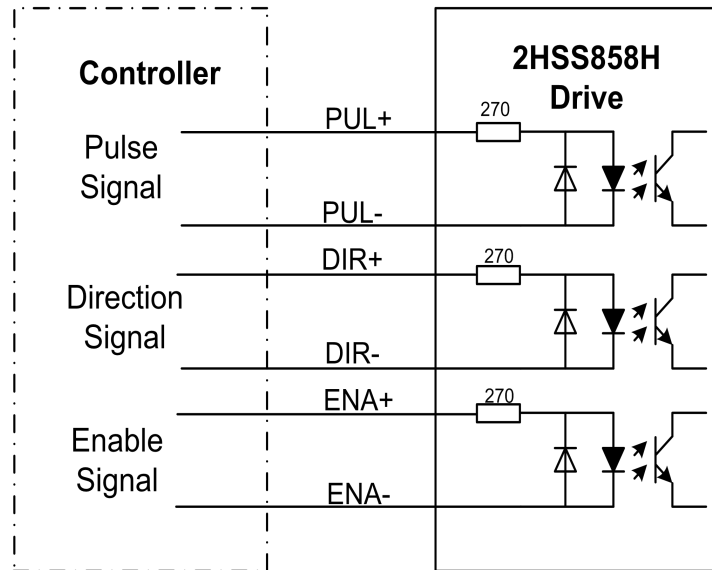 Controller
2HSS858H
Drive
PUL+
270
Pulse
Signal
PUL-
DIR+
270
Direction
Signal
DIR-
ENA+
270
Enable
Signal
ENA-